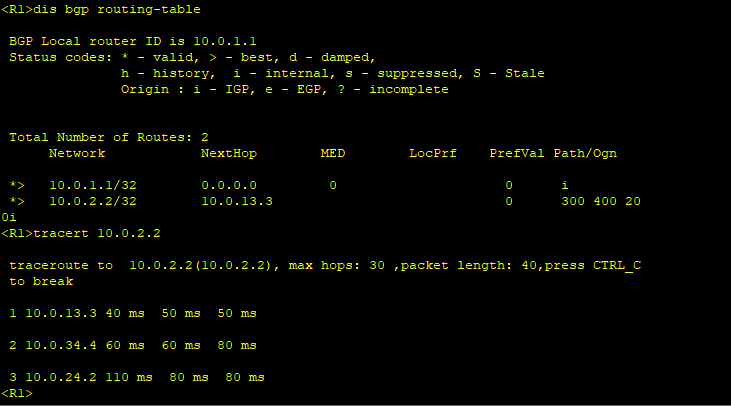 <R1>dis bgp routing-table
BGP Local router ID is 10.0.1.1
Status codes: * - valid, > - best, d - damped,
h - history,  i - internal, s - suppressed, S - Stale
Origin : i - IGP, e - EGP, ? - incomplete
Total Number of Routes: 2
Network NextHop MED LocPrf PrefVal Path/Ogn
*> 10.0.1.1/32 0.0.0.0 0 0 i
*> 10.0.2.2/32 10.0.13.3 0 300 400 20
0i
<R1>tracert 10.0.2.2
traceroute to  10.0.2.2(10.0.2.2), max hops: 30 ,packet length: 40,press CTRL_C
to break
1 10.0.13.3 40 ms  50 ms  50 ms
2 10.0.34.4 60 ms  60 ms  80 ms
3 10.0.24.2 110 ms  80 ms  80 ms
<R1>